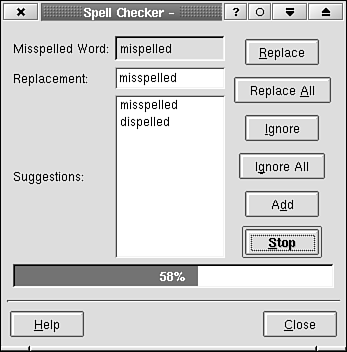 Spell Checker -
Misspelled Word: mispelled
Replace
Replacement: misspelled
Replace All
misspelled
dispelled
Ignore
Ignore All
Suggestions:
Add
Stop
58%
Help
Close